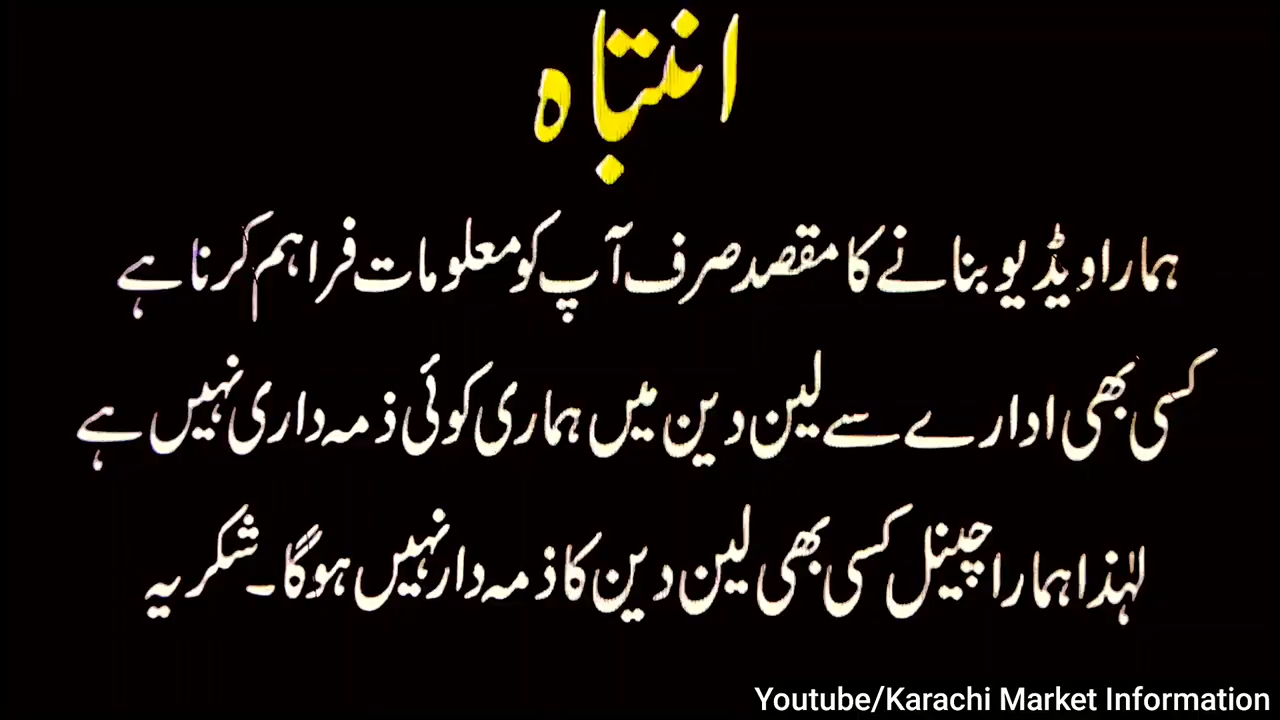 انتباہ
ہمارا ویڈیو بنانے کا مقصد صرف آپ کو معلومات فراہم کرنا ہے
کسی بھی ادارے سے لین دین میں ہماری کوئی ذمہ داری نہیں ہے
لہٰذا ہمارا چینل کسی بھی لین دین کا ذمہ دار نہیں ہوگا۔ شکریہ
Youtube/Karachi Market Information